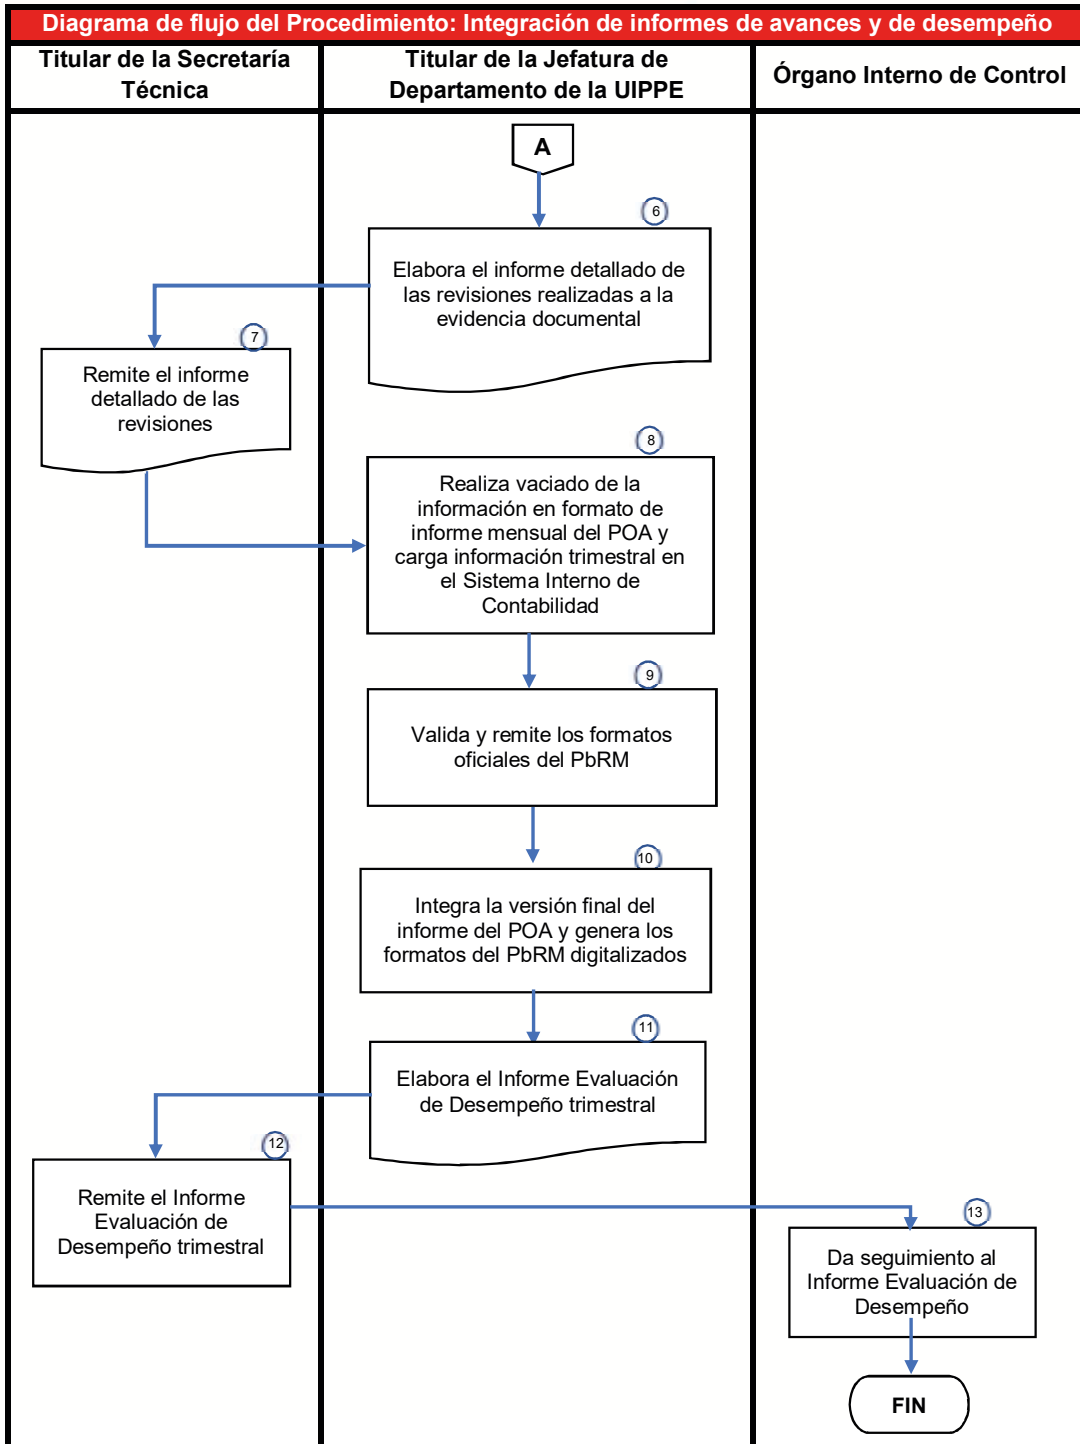 Diagrama de flujo del Procedimiento: Integración de informes de avances y de desempeño
Titular de la Secretaría
Técnica
Titular de la Jefatura de
Departamento de la UIPPE
Órgano Interno de Control
A
6
Elabora el informe detallado de
las revisiones realizadas a la
evidencia documental
7
Remite el informe
detallado de las
revisiones
8
Realiza vaciado de la
información en formato de
informe mensual del POA y
carga información trimestral en
el Sistema Interno de
Contabilidad
9
Valida y remite los formatos
oficiales del PbRM
10
Integra la versión final del
informe del POA y genera los
formatos del PbRM digitalizados
11
Elabora el Informe Evaluación
de Desempeño trimestral
12
Remite el Informe
Evaluación de
Desempeño trimestral
13
Da seguimiento al
Informe Evaluación de
Desempeño
FIN